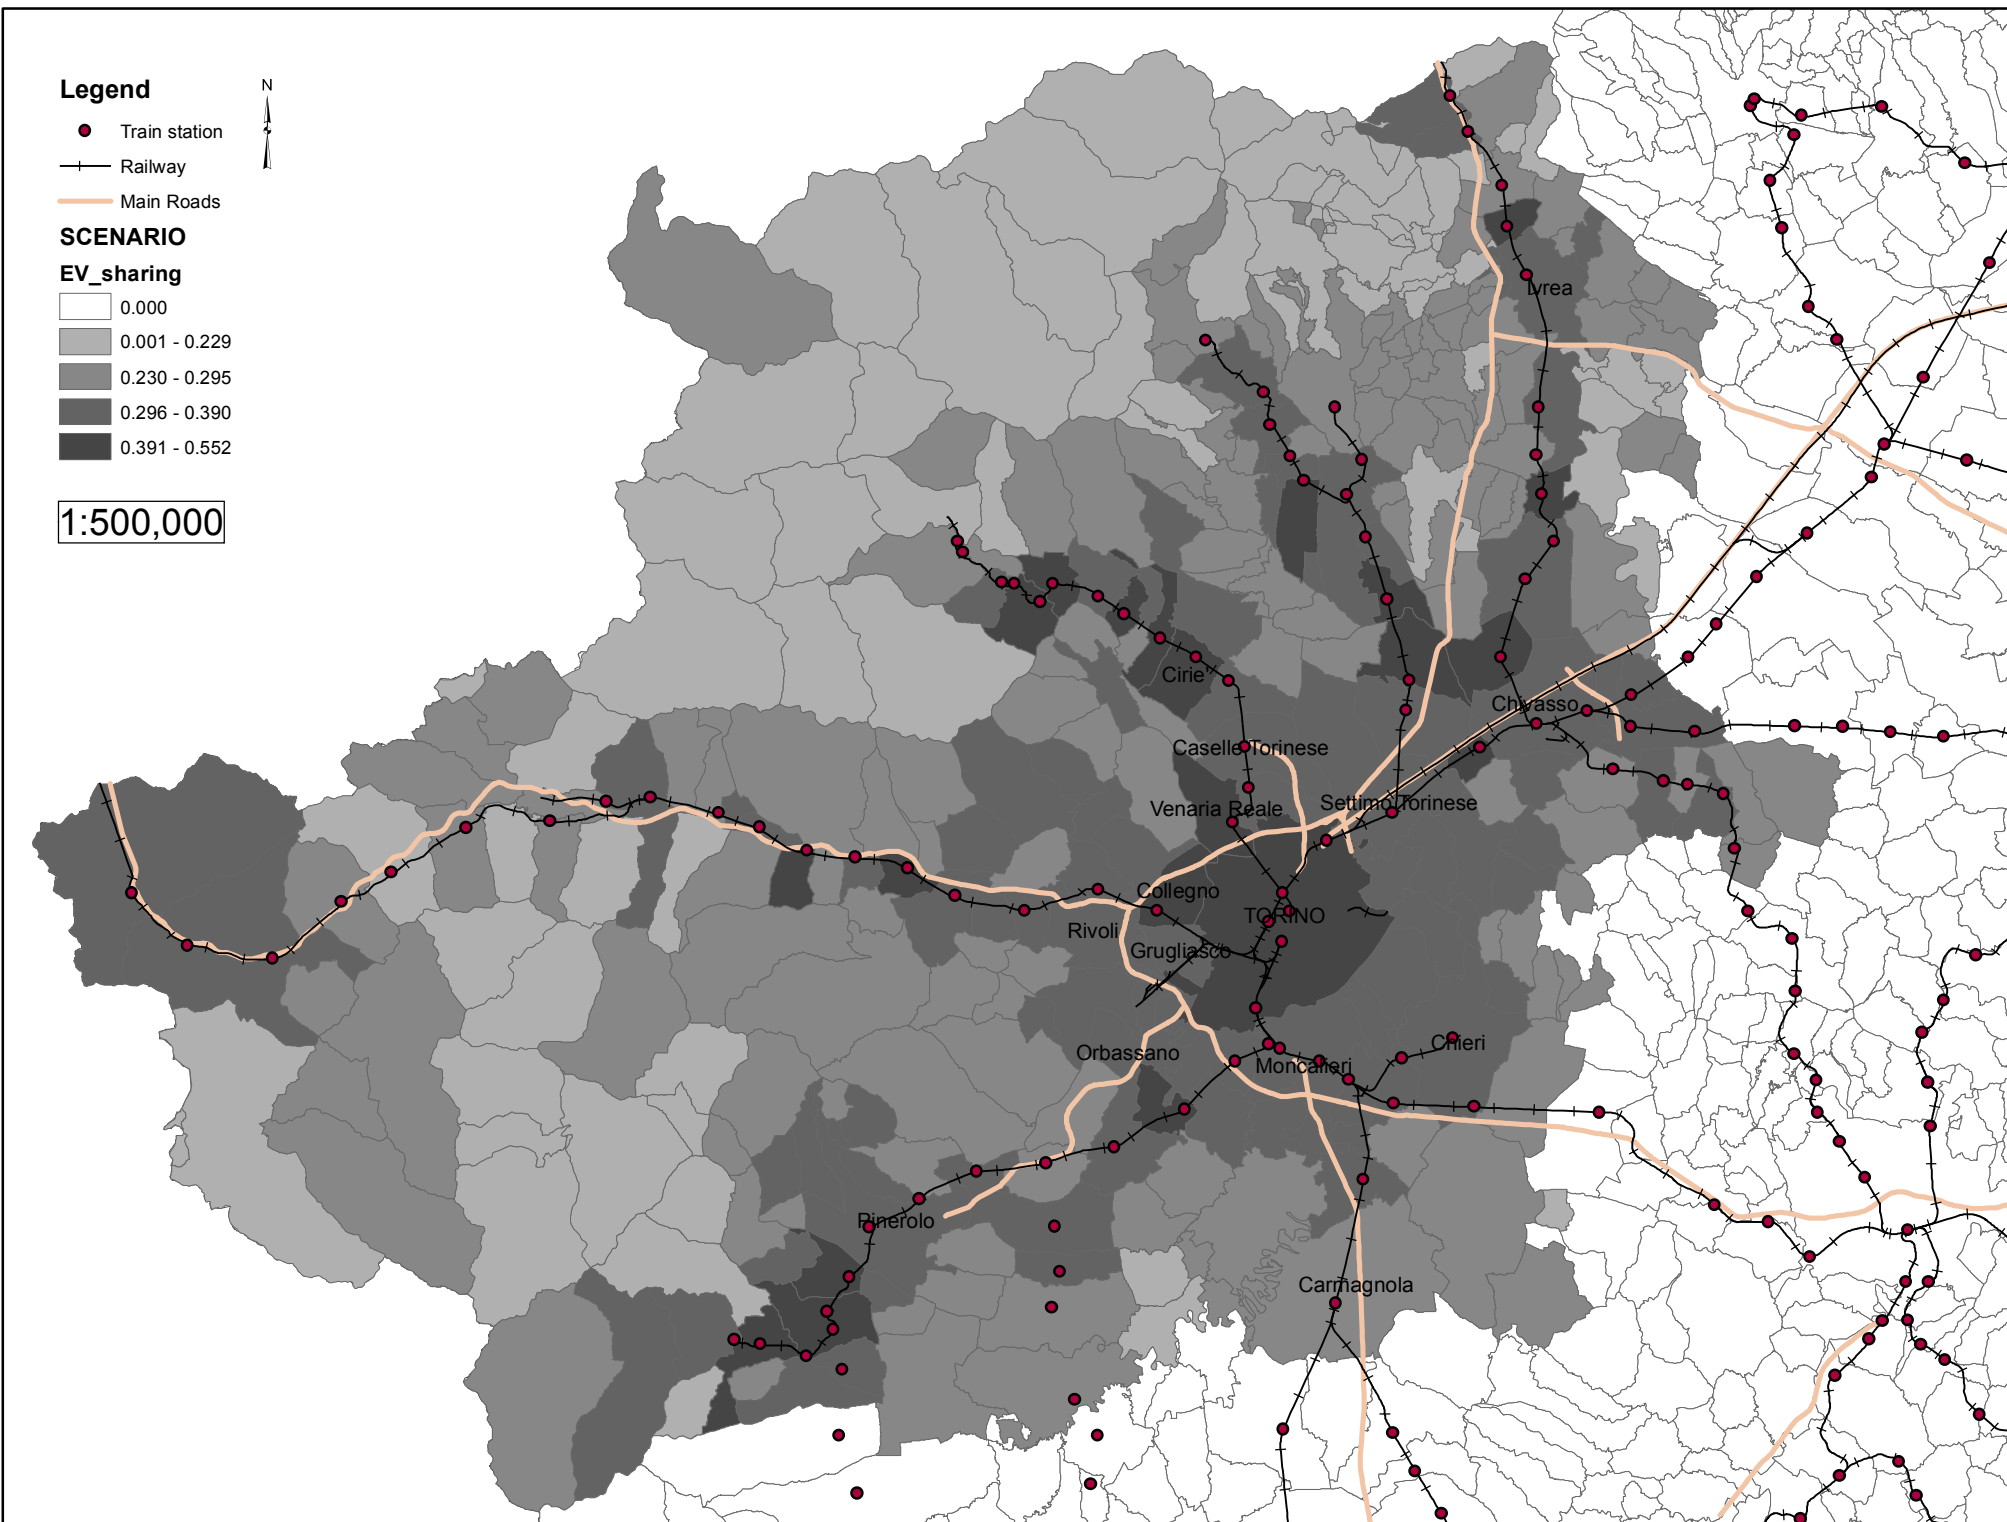 Legend
N
Train station
Railway
Main Roads
SCENARIO
EV_sharing
0.000
0.001 - 0.229
0.230 - 0.295
0.296 - 0.390
0.391 - 0.552
1:500,000
Ivrea
Cirie'
Chivasso
Caselle Torinese
Venaria Reale
Settimo Torinese
Collegno
TORINO
Rivoli
Grugliasco
Orbassano
Chieri
Moncalieri
Pinerolo
Carmagnola